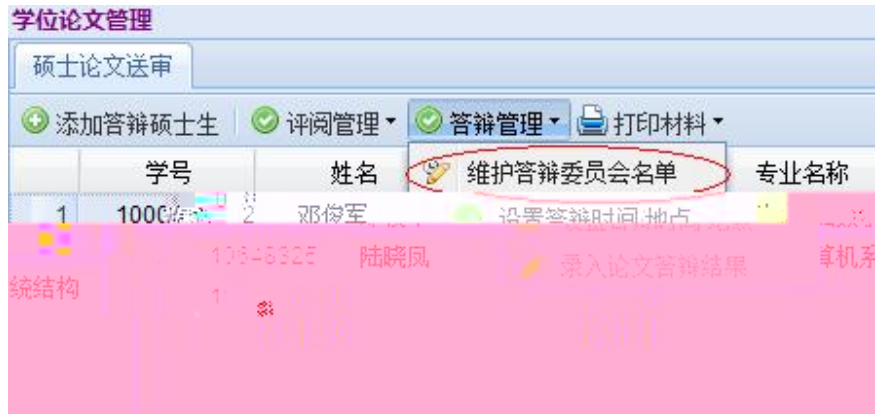 学位论文管理
硕士论文送审
添加答辩硕士生 评阅管理 答辩管理 打印材料
学号 姓名 维护答辩委员会名单 专业名称
1 邓俊军 设置答辩时间,地点
陆晓凤 录入论文答辩结果 算机系
统结构